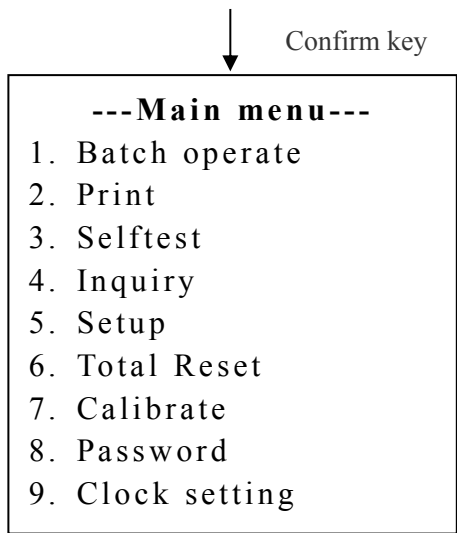 Confirm key
---Main menu---
1. Batch operate
2. Print
3. Selftest
4. Inquiry
5. Setup
6. Total Reset
7. Calibrate
8. Password
9. Clock setting